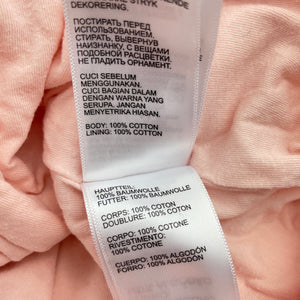 DEKORERING.
ПОСТИРАТЬ ПЕРЕД
ИСПОЛЬЗОВАНИЕМ.
СТИРАТЬ, ВЫВЕРНУВ
НАИЗНАНКУ, С ВЕЩАМИ
ПОДОБНОЙ РАСЦВЕТКИ.
НЕ ГЛАДИТЬ ОРНАМЕНТ.
CUCI SEBELUM
MENGGUNAKAN.
CUCI BAGIAN DALAM
DENGAN WARNA YANG
SERUPA. JANGAN
MENYETRIKA HIASAN.
BODY: 100% COTTON
LINING: 100% COTTON
HAUPTTEIL:
100% BAUMWOLLE
FUTTER: 100% BAUMWOLLE
CORPS: 100% COTON
DOUBLURE: 100% COTON
CORPO: 100% COTONE
RIVESTIMENTO:
100% COTONE
CUERPO: 100% ALGODÓN
FORRO: 100% ALGODÓN